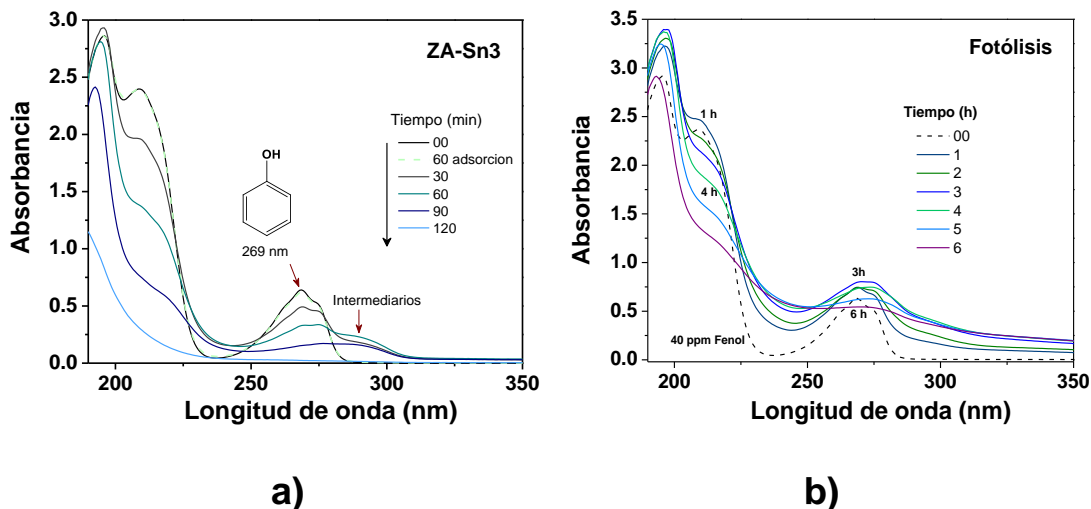 ZA-Sn3
Absorbancia
3.0
2.5
2.0
1.5
1.0
0.5
0.0
200
250
300
350
Longitud de onda (nm)
Tiempo (min)
00
60 adsorcion
30
60
90
120
OH
269 nm
Intermediarios
a)
Fotólisis
Absorbancia
3.5
3.0
2.5
2.0
1.5
1.0
0.5
0.0
200
250
300
350
Longitud de onda (nm)
Tiempo (h)
00
1
2
3
4
5
6
1 h
4 h
3h
6 h
40 ppm Fenol
b)